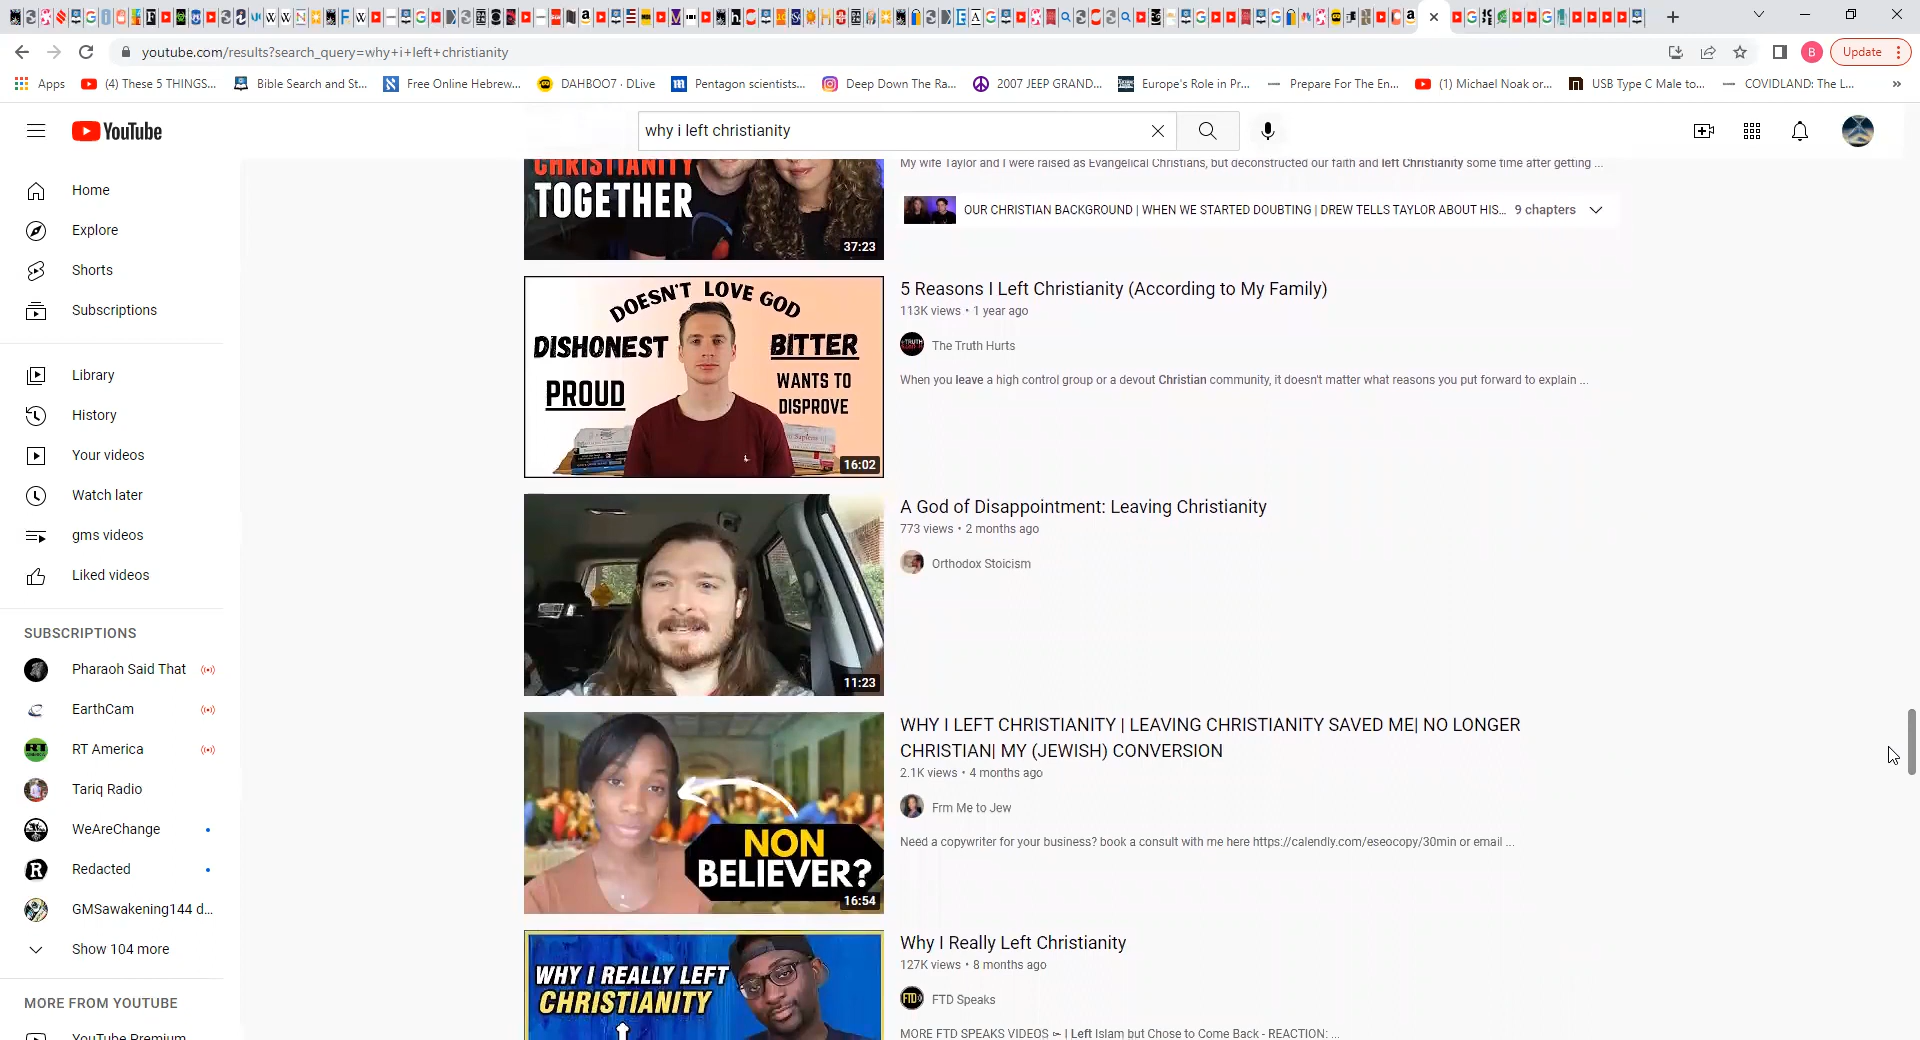 youtube.com/results?search_query=why+i+left+christianity
B
Update
Apps
(4) These 5 THINGS...
Bible Search and St...
Free Online Hebrew...
DAHBOO7 · DLive
Pentagon scientists...
Deep Down The Ra...
2007 JEEP GRAND...
Europe's Role in Pr...
Prepare For The En...
(1) Michael Noak or...
USB Type C Male to...
COVIDLAND: The L...
»
YouTube
why i left christianity
Home
Explore
Shorts
Subscriptions
Library
History
Your videos
Watch later
gms videos
Liked videos
SUBSCRIPTIONS
Pharaoh Said That
EarthCam
RT America
Tariq Radio
WeAreChange
Redacted
GMSawakening144 d...
Show 104 more
MORE FROM YOUTUBE
YouTube Premium
CHRISTIANITY
TOGETHER
37:23
My wife Taylor and I were raised as Evangelical Christians, but deconstructed our faith and left Christianity some time after getting ...
OUR CHRISTIAN BACKGROUND | WHEN WE STARTED DOUBTING | DREW TELLS TAYLOR ABOUT HIS... 9 chapters
DOESN'T LOVE GOD
DISHONEST
PROUD
BITTER
WANTS TO
DISPROVE
16:02
5 Reasons I Left Christianity (According to My Family)
113K views • 1 year ago
The Truth Hurts
When you leave a high control group or a devout Christian community, it doesn't matter what reasons you put forward to explain ...
11:23
A God of Disappointment: Leaving Christianity
773 views • 2 months ago
Orthodox Stoicism
NON
BELIEVER?
16:54
WHY I LEFT CHRISTIANITY | LEAVING CHRISTIANITY SAVED ME| NO LONGER
CHRISTIAN| MY (JEWISH) CONVERSION
2.1K views • 4 months ago
Frm Me to Jew
Need a copywriter for your business? book a consult with me here https://calendly.com/eseocopy/30min or email ...
WHY I REALLY LEFT
CHRISTIANITY
Why I Really Left Christianity
127K views • 8 months ago
FTD
FTD Speaks
MORE FTD SPEAKS VIDEOS ➳ I Left Islam but Chose to Come Back - REACTION: ...